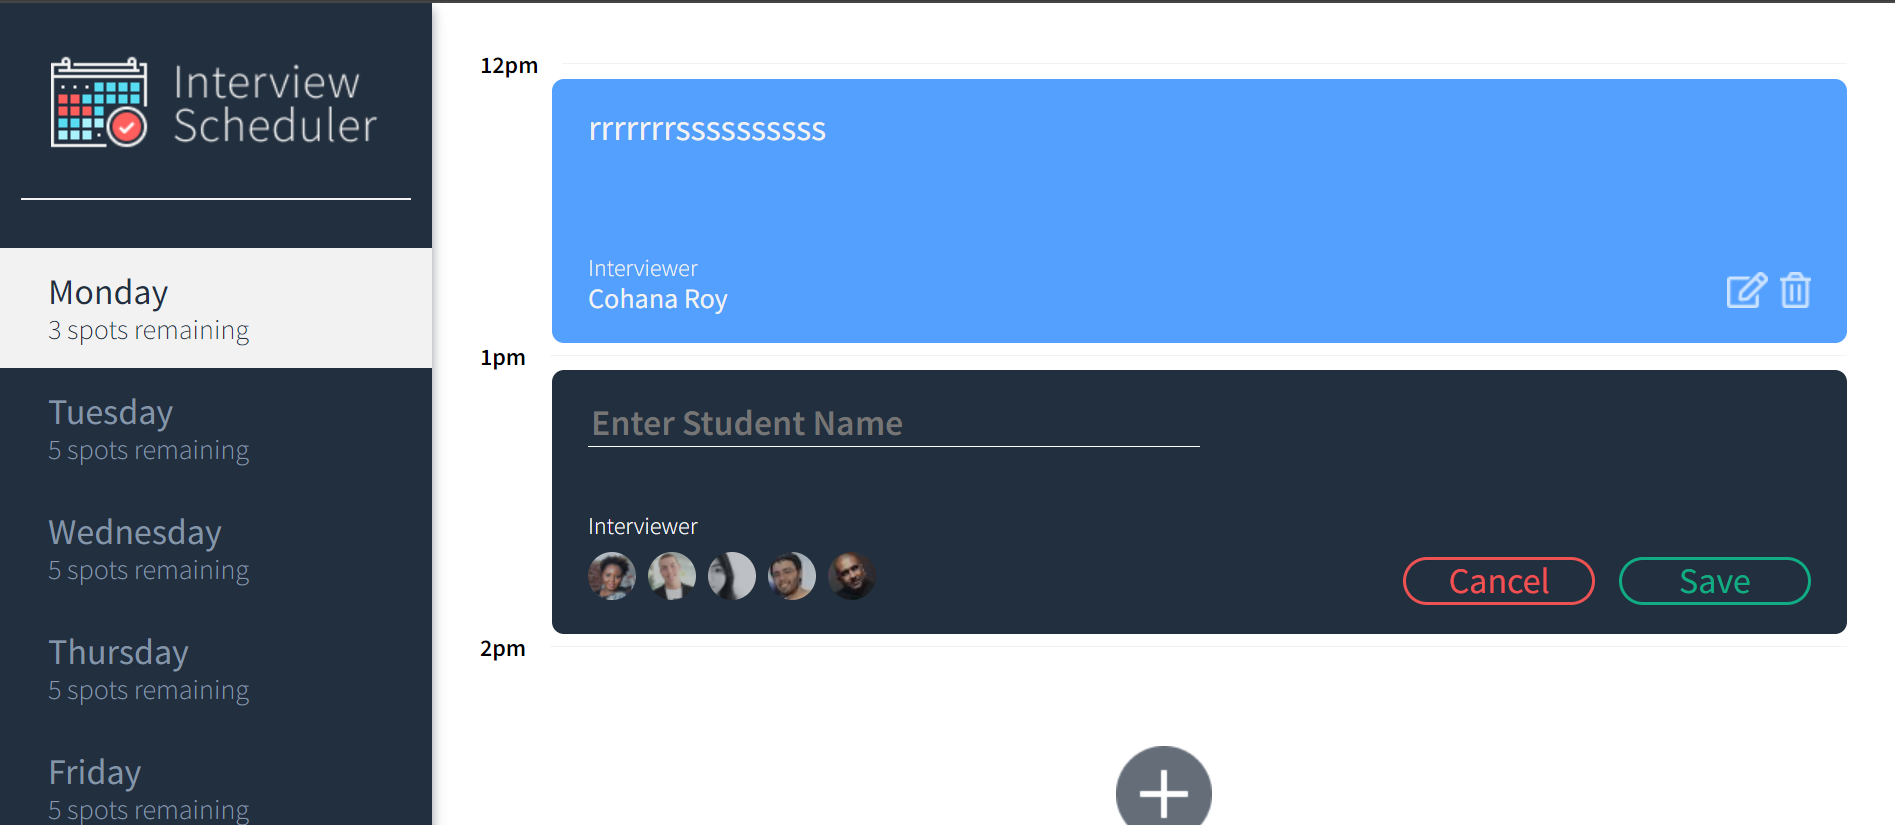 Interview
Scheduler
Monday
3 spots remaining
Tuesday
5 spots remaining
Wednesday
5 spots remaining
Thursday
5 spots remaining
Friday
5 spots remaining
12pm
rrrrrrrssssssssss
Interviewer
Cohana Roy
1pm
Enter Student Name
Interviewer
Cancel
Save
2pm